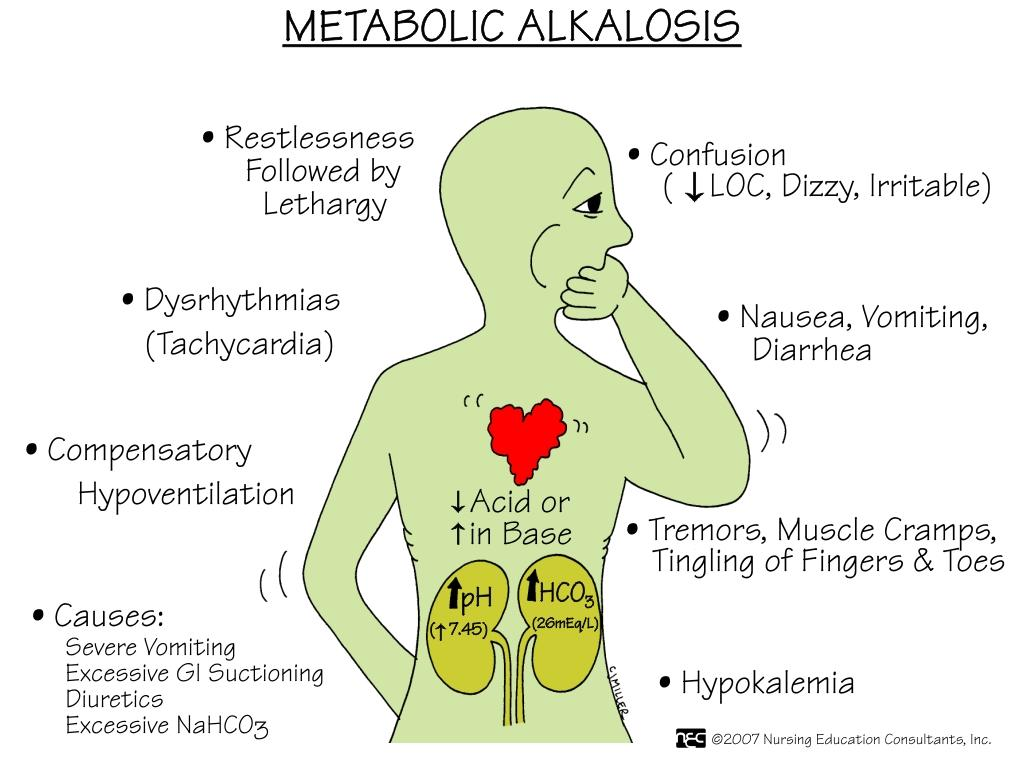 METABOLIC ALKALOSIS
• Restlessness
Followed by
Lethargy
• Confusion
( ↓ LOC, Dizzy, Irritable)
• Dysrhythmias
(Tachycardia)
• Nausea, Vomiting,
Diarrhea
• Compensatory
Hypoventilation
↓ Acid or
↑ in Base
• Tremors, Muscle Cramps,
Tingling of Fingers & Toes
↑pH
(↑ 7.45)
↑HCO3
(26mEq/L)
• Causes:
Severe Vomiting
Excessive GI Suctioning
Diuretics
Excessive NaHCO3
• Hypokalemia
CJMILLER
nec ©2007 Nursing Education Consultants, Inc.